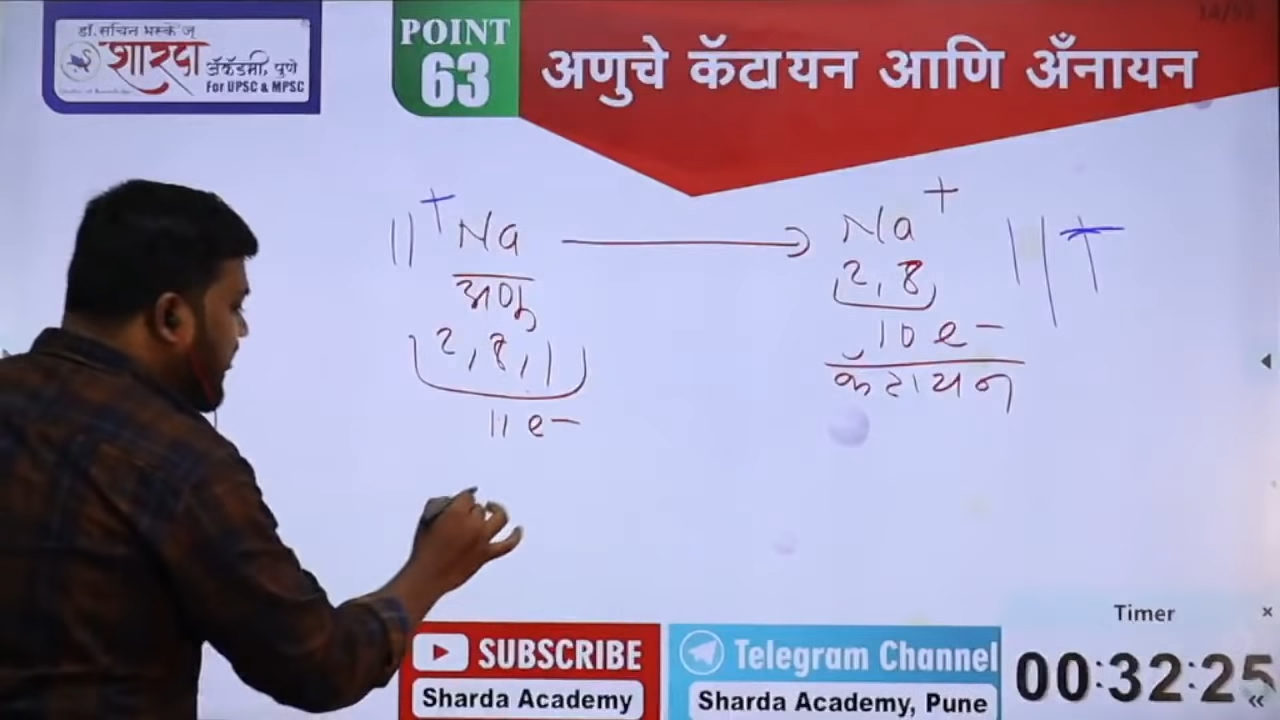 डॉ. सचिन भस्के ज्
शारदा
अ‍ॅकॅडमी, पुणे
For UPSC & MPSC
POINT
63
अणुचे कॅटायन आणि अ‍ॅनायन
14/52
11+ Na → Na+ 11+
अणू
2, 8, 1
11 e-
2, 8
10 e-
कॅटायन
Timer
00:32:25
SUBSCRIBE
Sharda Academy
Telegram Channel
Sharda Academy, Pune